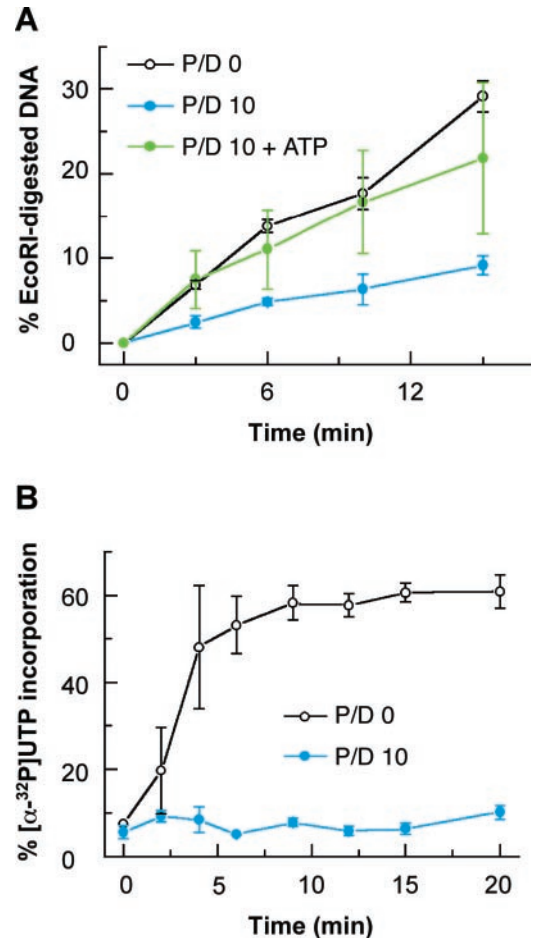 A
P/D 0
P/D 10
P/D 10 + ATP
% EcoRI-digested DNA
30
20
10
0
0
6
12
Time (min)
B
% [α-³²P]UTP incorporation
60
40
20
0
P/D 0
P/D 10
0
5
10
15
20
Time (min)